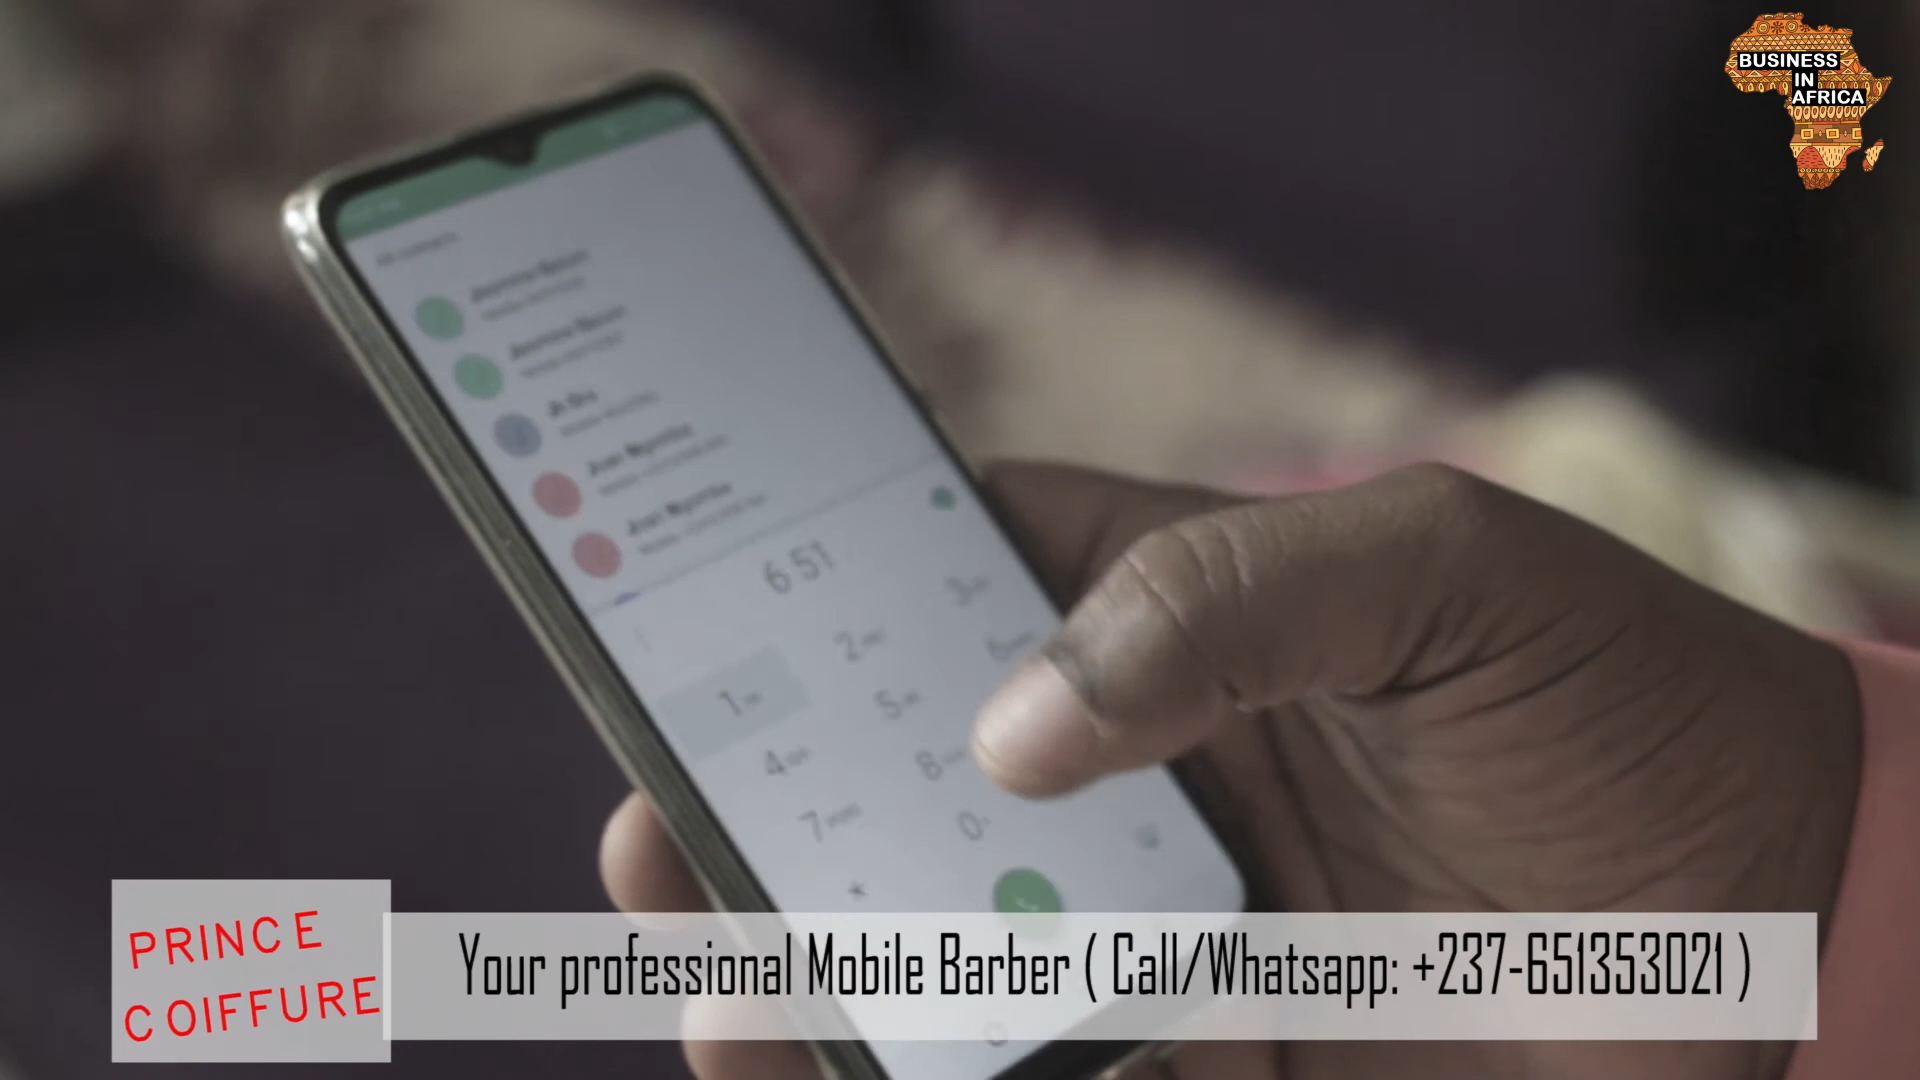 BUSINESS
IN
AFRICA
6 51
1
2
3
4
5
6
7
8
0
*
PRINCE
COIFFURE
Your professional Mobile Barber ( Call/Whatsapp: +237-651353021 )